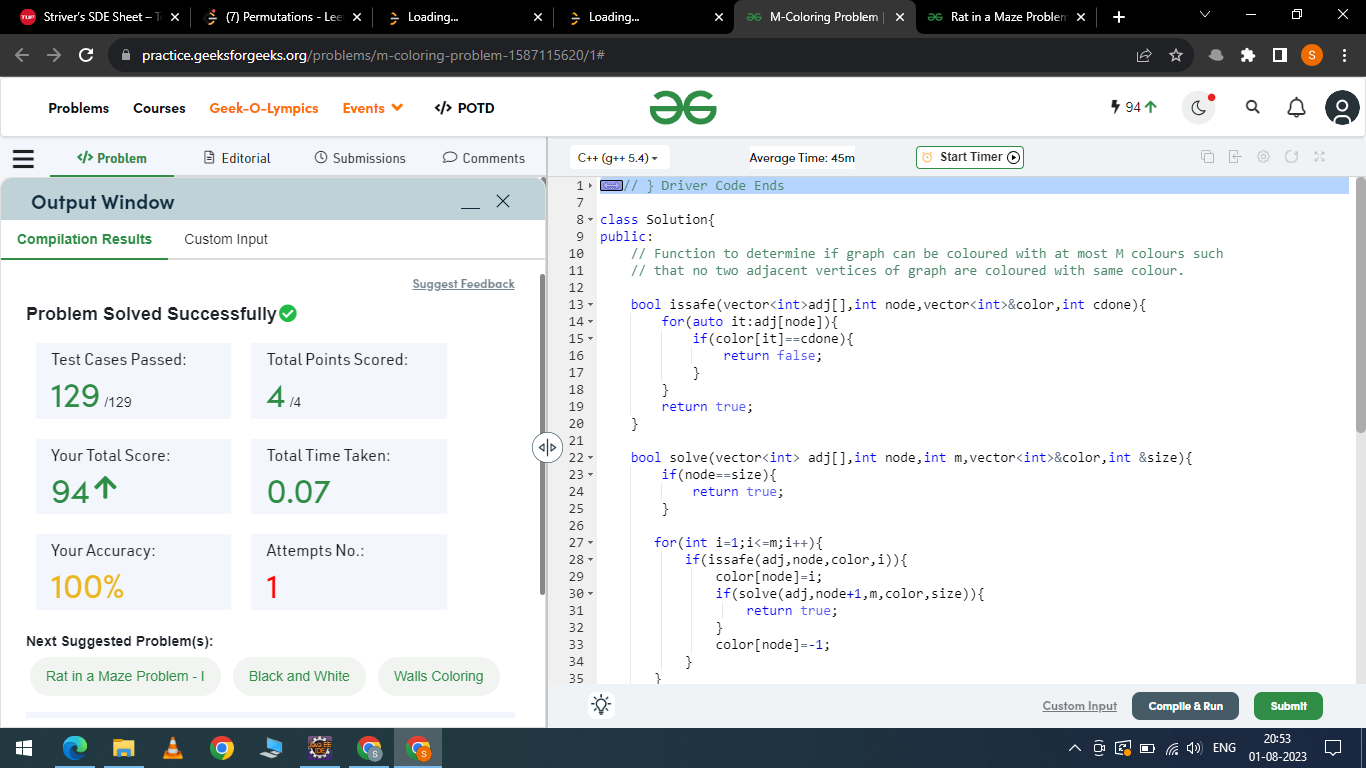 Striver's SDE Sheet – T
(7) Permutations - Lee
Loading...
Loading...
M-Coloring Problem |
Rat in a Maze Problem
practice.geeksforgeeks.org/problems/m-coloring-problem-1587115620/1#
S
Problems
Courses
Geek-O-Lympics
Events
</> POTD
94
</> Problem
Editorial
Submissions
Comments
C++ (g++ 5.4)
Average Time: 45m
Start Timer
Output Window
Compilation Results
Custom Input
Suggest Feedback
Problem Solved Successfully
Test Cases Passed:
129 /129
Total Points Scored:
4 /4
Your Total Score:
94
Total Time Taken:
0.07
Your Accuracy:
100%
Attempts No.:
1
Next Suggested Problem(s):
Rat in a Maze Problem - I
Black and White
Walls Coloring
1 // } Driver Code Ends
7
8 class Solution{
9 public:
10 // Function to determine if graph can be coloured with at most M colours such
11 // that no two adjacent vertices of graph are coloured with same colour.
12
13 bool issafe(vector<int>adj[],int node,vector<int>&color,int cdone){
14 for(auto it:adj[node]){
15 if(color[it]==cdone){
16 return false;
17 }
18 }
19 return true;
20 }
21
22 bool solve(vector<int> adj[],int node,int m,vector<int>&color,int &size){
23 if(node==size){
24 return true;
25 }
26
27 for(int i=1;i<=m;i++){
28 if(issafe(adj,node,color,i)){
29 color[node]=i;
30 if(solve(adj,node+1,m,color,size)){
31 return true;
32 }
33 color[node]=-1;
34 }
35 }
Custom Input
Compile & Run
Submit
ENG
20:53
01-08-2023